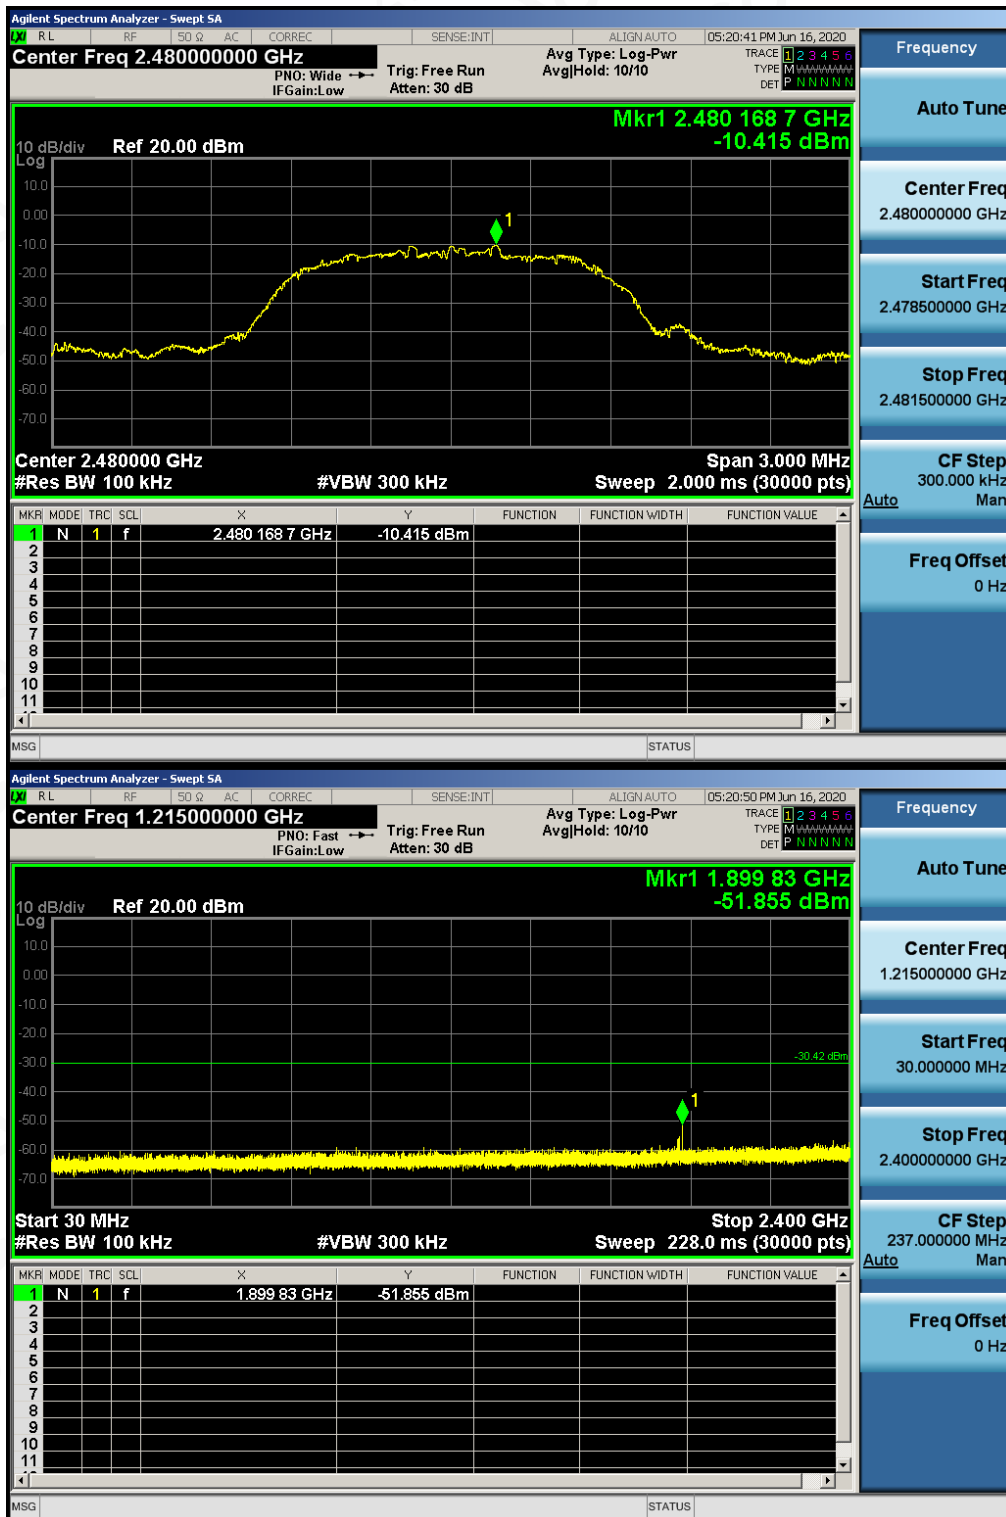 Agilent Spectrum Analyzer - Swept SA
LXI RL RF 50 Ω AC CORREC SENSE:INT ALIGN AUTO 05:20:41 PM Jun 16, 2020
Center Freq 2.480000000 GHz
PNO: Wide
IFGain:Low
Trig: Free Run
Atten: 30 dB
Avg Type: Log-Pwr
Avg|Hold: 10/10
TRACE 1 2 3 4 5 6
TYPE M
DET P N N N N N
Mkr1 2.480 168 7 GHz
-10.415 dBm
10 dB/div Ref 20.00 dBm
Log
10.0
0.00
-10.0
-20.0
-30.0
-40.0
-50.0
-60.0
-70.0
1
Center 2.480000 GHz Span 3.000 MHz
#Res BW 100 kHz #VBW 300 kHz Sweep 2.000 ms (30000 pts)
MKR MODE TRC SCL X Y FUNCTION FUNCTION WIDTH FUNCTION VALUE
1 N 1 f 2.480 168 7 GHz -10.415 dBm
2
3
4
5
6
7
8
9
10
11
MSG STATUS
Frequency
Auto Tune
Center Freq
2.480000000 GHz
Start Freq
2.478500000 GHz
Stop Freq
2.481500000 GHz
CF Step
300.000 kHz
Auto Man
Freq Offset
0 Hz
Agilent Spectrum Analyzer - Swept SA
LXI RL RF 50 Ω AC CORREC SENSE:INT ALIGN AUTO 05:20:50 PM Jun 16, 2020
Center Freq 1.215000000 GHz
PNO: Fast
IFGain:Low
Trig: Free Run
Atten: 30 dB
Avg Type: Log-Pwr
Avg|Hold: 10/10
TRACE 1 2 3 4 5 6
TYPE M
DET P N N N N N
Mkr1 1.899 83 GHz
-51.855 dBm
10 dB/div Ref 20.00 dBm
Log
10.0
0.00
-10.0
-20.0
-30.0
-40.0
-50.0
-60.0
-70.0
-30.42 dBm
1
Start 30 MHz Stop 2.400 GHz
#Res BW 100 kHz #VBW 300 kHz Sweep 228.0 ms (30000 pts)
MKR MODE TRC SCL X Y FUNCTION FUNCTION WIDTH FUNCTION VALUE
1 N 1 f 1.899 83 GHz -51.855 dBm
2
3
4
5
6
7
8
9
10
11
MSG STATUS
Frequency
Auto Tune
Center Freq
1.215000000 GHz
Start Freq
30.000000 MHz
Stop Freq
2.400000000 GHz
CF Step
237.000000 MHz
Auto Man
Freq Offset
0 Hz